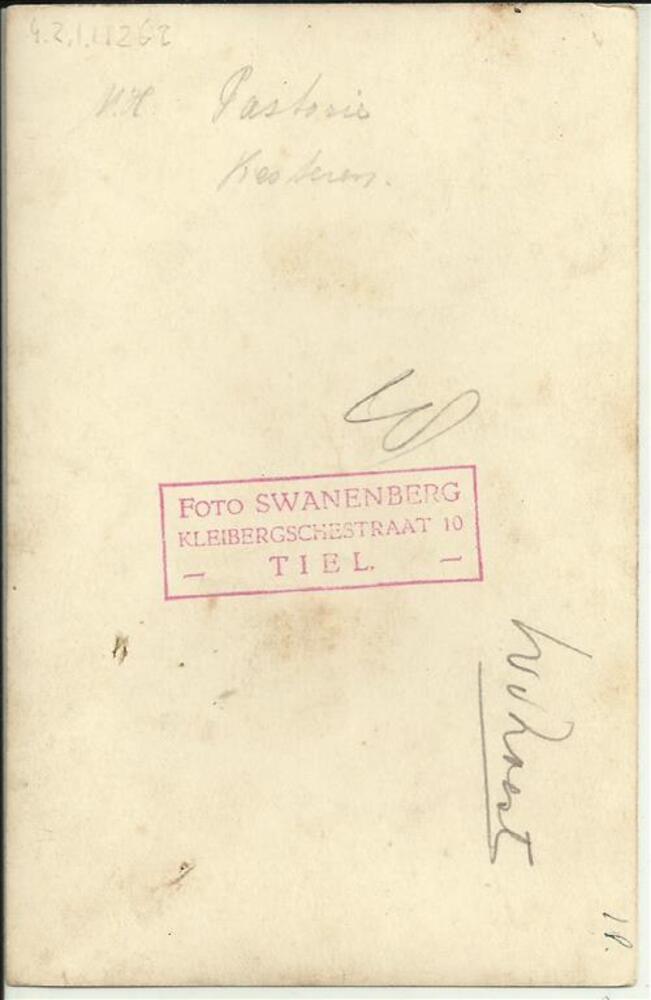 4.2.1.11262
N.H. Pastorie
Kesteren.
FOTO SWANENBERG
KLEIBERGSCHESTRAAT 10
— TIEL. —